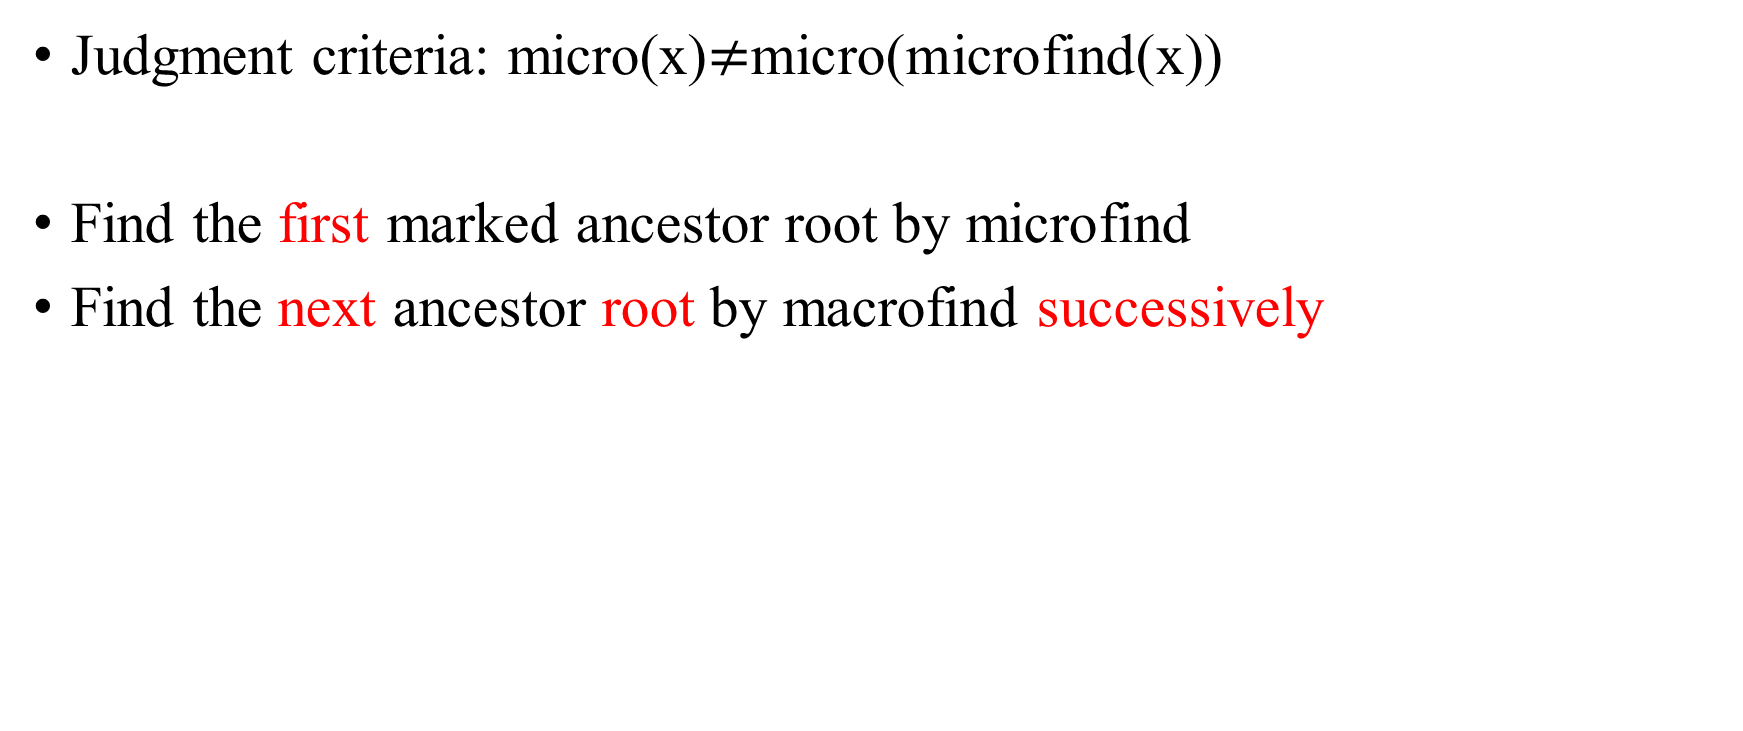 • Judgment criteria: micro(x)≠micro(microfind(x))
• Find the first marked ancestor root by microfind
• Find the next ancestor root by macrofind successively